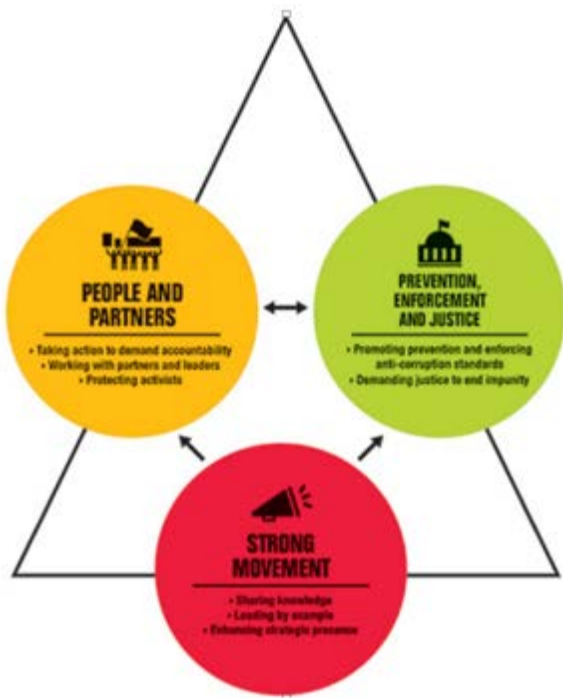 PEOPLE AND
PARTNERS
• Taking action to demand accountability
• Working with partners and leaders
• Protecting activists
PREVENTION,
ENFORCEMENT
AND JUSTICE
• Promoting prevention and enforcing
anti-corruption standards
• Demanding justice to end impunity
STRONG
MOVEMENT
• Sharing knowledge
• Leading by example
• Enhancing strategic presence